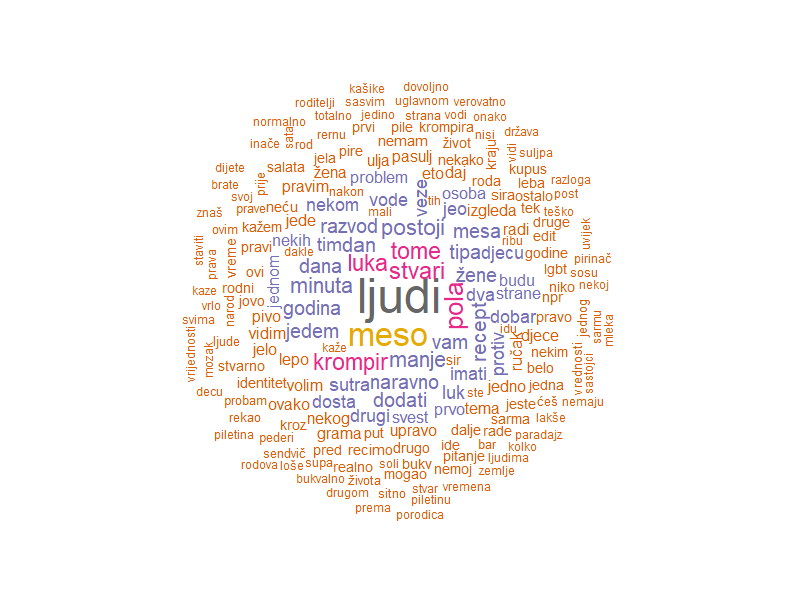 kašike dovoljno
roditelji sasvim uglavnom verovatno
normalno totalno jedino strana vodi onako
inače sata rod rernu prvi pile krompira nisi država
nemam život kraju vidi suljpa
dijete salata jela pire ulja pasulj nekako kupus
brate prije žena problem eto daj roda leba razloga
svoj pravim nakon vode veze osoba sira ostalo post
znaš prave neću nekom mali tih jeo izgleda tek teško
ovim kažem jede razvod postoji mesa radi druge uvijek
staviti pravi nekih timdan tome ribu edit
prava vreme dakle luka stvari tipa djecu godine pirinač
ovi jednom dana žene lgbt sosu
kaze rodni minuta ljudi pola budu niko nekoj
vrlo narod jovo godina dva strane npr jednog
svima pivo meso recept dobar pravo sarmu mleka
ljude vidim jedem vam protiv idu djece
vrijednosti mozak jelo kaže ručak nekim
stvarno lepo krompir manje sir belo vrednosti sastojci
identitet volim sutra naravno imati jedno jedna
decu probam ovako dosta dodati luk ste jeste ćeš nemaju
rekao kroz nekog drugi svest prvo tema sarma lakše
piletina pederi grama put upravo dalje rade paradajz
sendvič pred recimo drugo ide bar kolko
rodova loše supa realno soli bukv nemoj pitanje ljudima
bukvalno života mogao zemlje
drugom sitno stvar vremena
prema piletinu
porodica